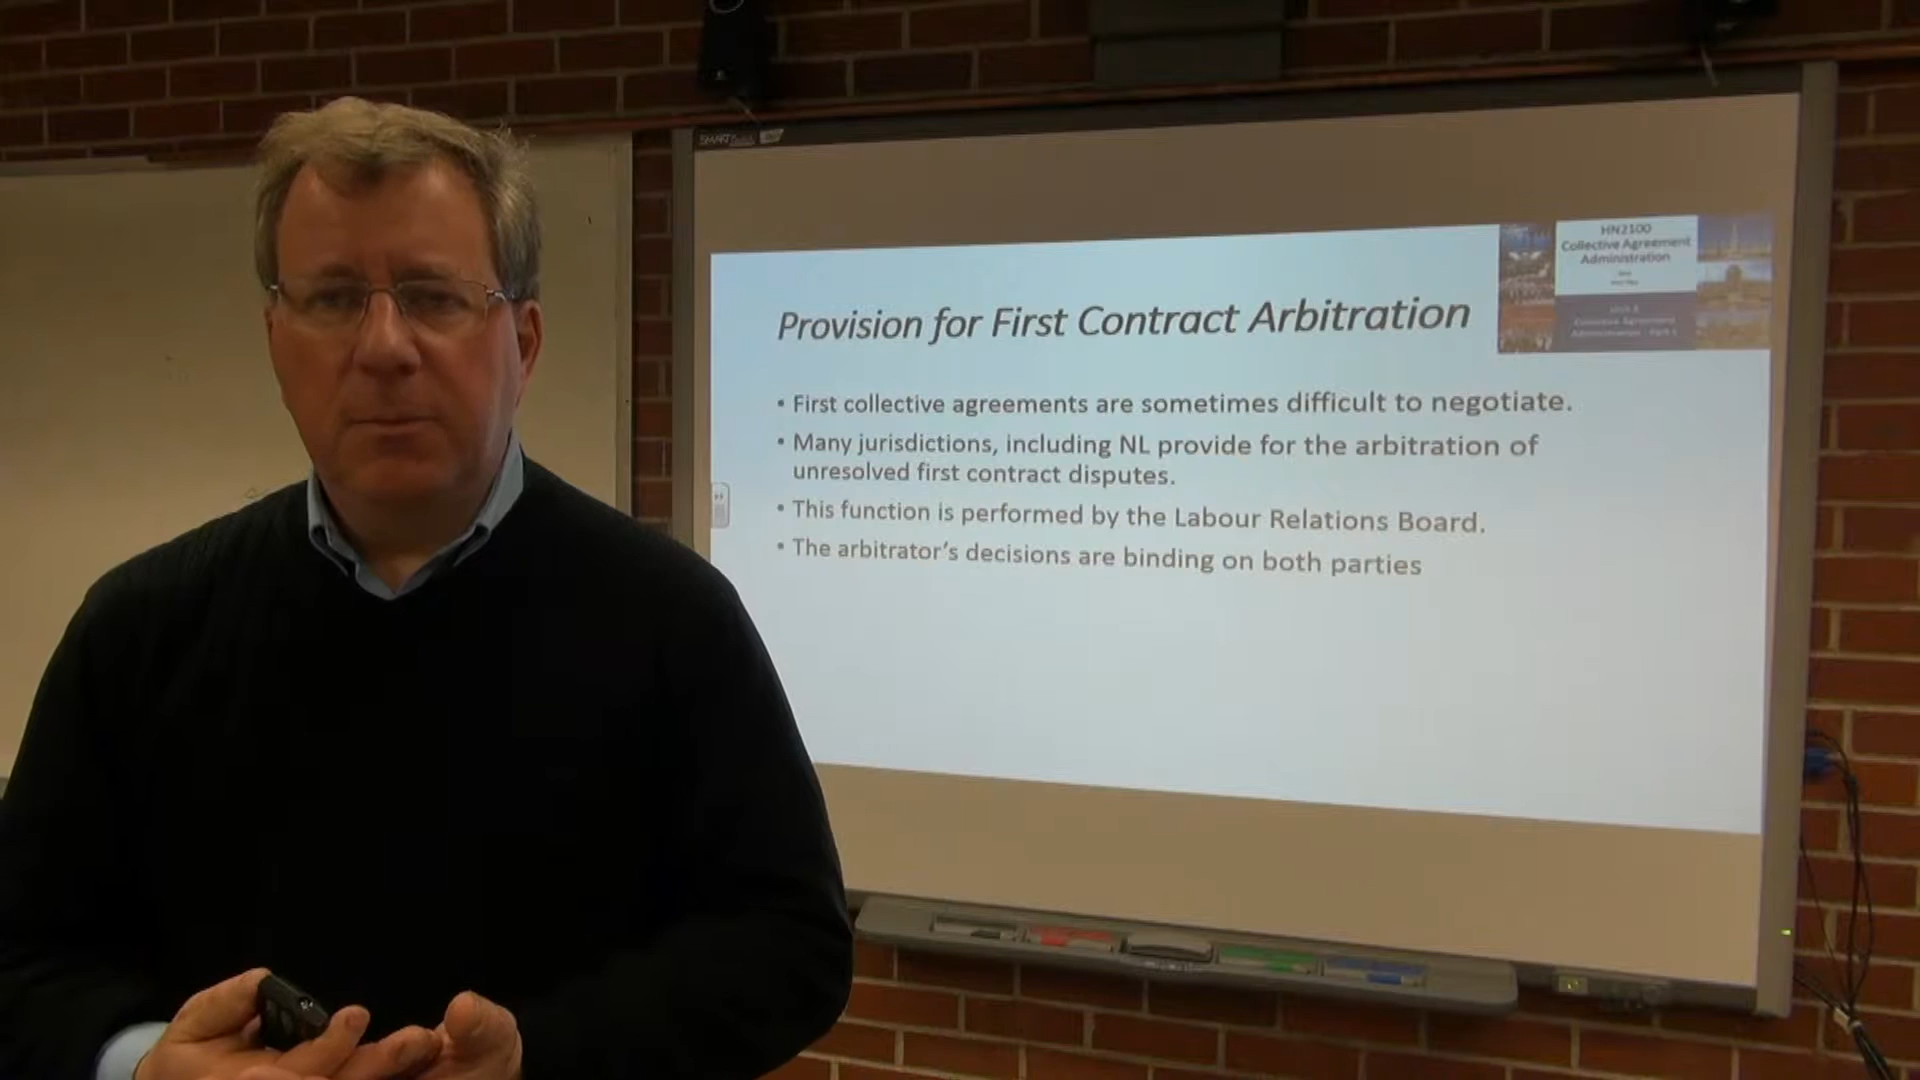 SMART
HN2100
Collective Agreement
Administration
Provision for First Contract Arbitration
• First collective agreements are sometimes difficult to negotiate.
• Many jurisdictions, including NL provide for the arbitration of
unresolved first contract disputes.
• This function is performed by the Labour Relations Board.
• The arbitrator's decisions are binding on both parties